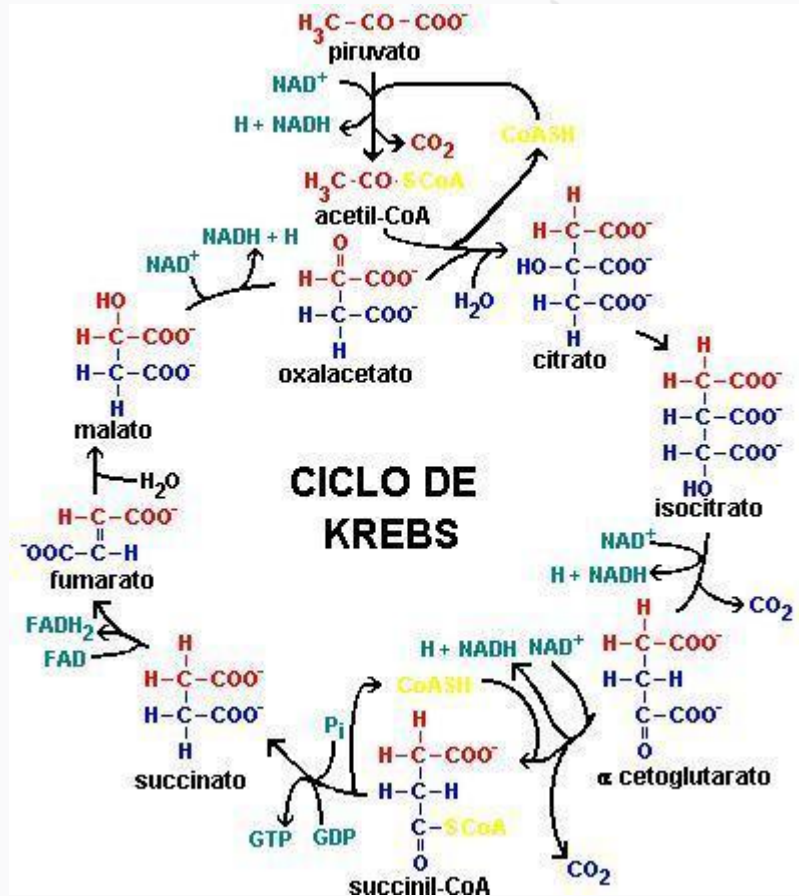 H₃C – CO – COO⁻
piruvato
NAD⁺
H + NADH
CO₂
CoASH
H₃C-CO-SCoA
acetil-CoA
NADH + H
NAD⁺
O
H–C–COO⁻
H–C–COO⁻
H
oxalacetato
H₂O
H
H–C–COO⁻
HO–C–COO⁻
H–C–COO⁻
H
citrato
H
H–C–COO⁻
H–C–COO⁻
H–C–COO⁻
HO
isocitrato
HO
H–C–COO⁻
H–C–COO⁻
H
malato
H₂O
CICLO DE
KREBS
H–C–COO⁻
⁻OOC–C–H
fumarato
NAD⁺
H + NADH
CO₂
FADH₂
FAD
H
H–C–COO⁻
H–C–COO⁻
H
succinato
H + NADH NAD⁺
CoASH
H
H–C–COO⁻
H–C–H
C–COO⁻
O
α cetoglutarato
Pᵢ
GTP GDP
H
H–C–COO⁻
H–C–H
C–SCoA
O
succinil-CoA
CO₂